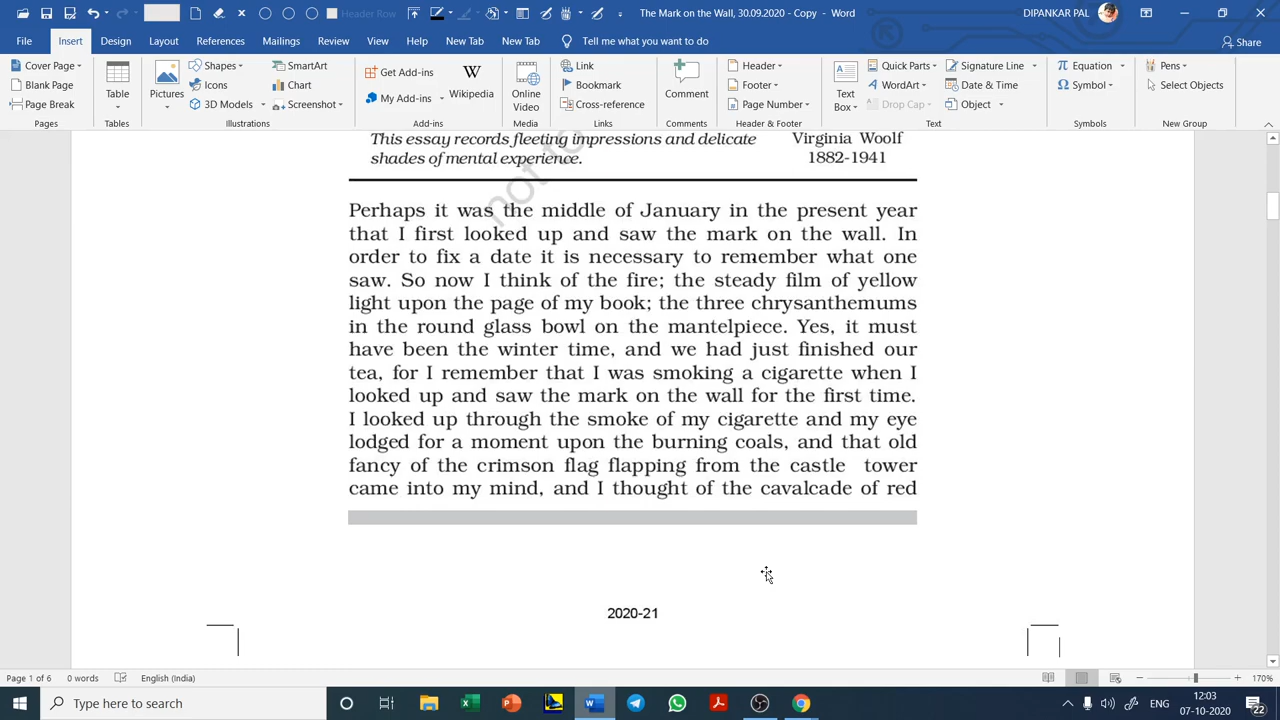 The Mark on the Wall, 30.09.2020 - Copy - Word
DIPANKAR PAL
File Insert Design Layout References Mailings Review View Help New Tab New Tab Tell me what you want to do Share
Cover Page
Blank Page
Page Break
Pages
Table
Tables
Pictures
Shapes
Icons
3D Models
SmartArt
Chart
Screenshot
Illustrations
Get Add-ins
My Add-ins
Wikipedia
Add-ins
Online Video
Media
Link
Bookmark
Cross-reference
Links
Comment
Comments
Header
Footer
Page Number
Header & Footer
Text Box
Quick Parts
WordArt
Drop Cap
Signature Line
Date & Time
Object
Text
Equation
Symbol
Symbols
Pens
Select Objects
New Group
This essay records fleeting impressions and delicate
shades of mental experience.
Virginia Woolf
1882-1941
not to
Perhaps it was the middle of January in the present year
that I first looked up and saw the mark on the wall. In
order to fix a date it is necessary to remember what one
saw. So now I think of the fire; the steady film of yellow
light upon the page of my book; the three chrysanthemums
in the round glass bowl on the mantelpiece. Yes, it must
have been the winter time, and we had just finished our
tea, for I remember that I was smoking a cigarette when I
looked up and saw the mark on the wall for the first time.
I looked up through the smoke of my cigarette and my eye
lodged for a moment upon the burning coals, and that old
fancy of the crimson flag flapping from the castle tower
came into my mind, and I thought of the cavalcade of red
2020-21
Page 1 of 6 0 words English (India) 170%
Type here to search
ENG
12:03
07-10-2020
22